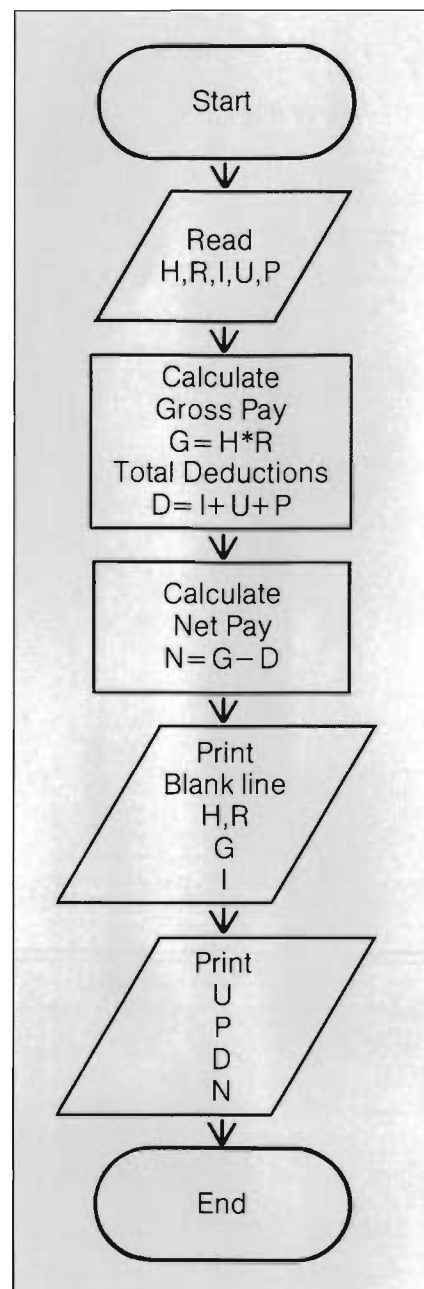 Start
Read
H,R,I,U,P
Calculate
Gross Pay
G=H*R
Total Deductions
D=I+U+P
Calculate
Net Pay
N=G−D
Print
Blank line
H,R
G
I
Print
U
P
D
N
End